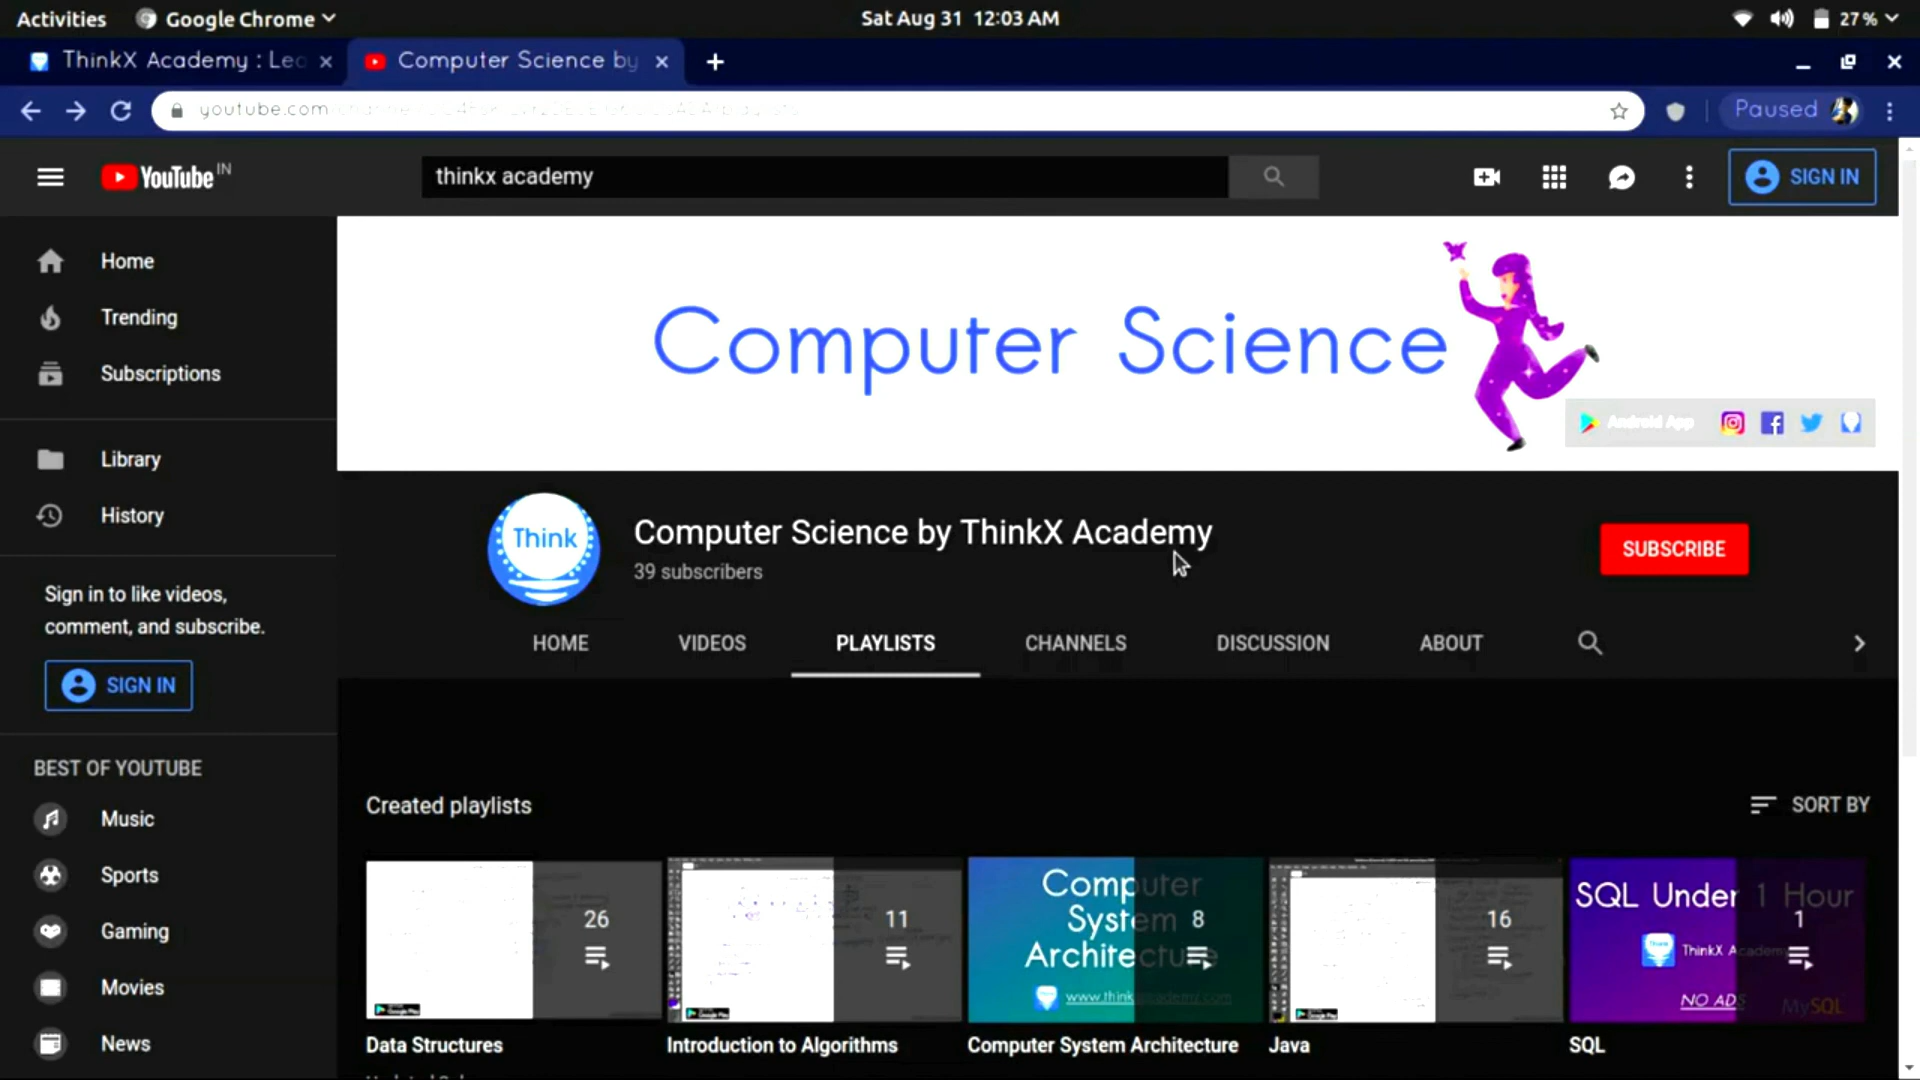 Activities Google Chrome Sat Aug 31 12:03 AM 27%
ThinkX Academy : Lea Computer Science by
youtube.com Paused
YouTube IN thinkx academy SIGN IN
Home
Trending
Subscriptions
Library
History
Sign in to like videos,
comment, and subscribe.
SIGN IN
BEST OF YOUTUBE
Music
Sports
Gaming
Movies
News
Computer Science
Android App
Think
Computer Science by ThinkX Academy
39 subscribers
SUBSCRIBE
HOME VIDEOS PLAYLISTS CHANNELS DISCUSSION ABOUT
Created playlists SORT BY
26
11
Computer
System
Architecture
8
16
SQL Under 1 Hour
1
Think
ThinkX Academy
NO ADS
MySQL
Data Structures
Introduction to Algorithms
Computer System Architecture
Java
SQL